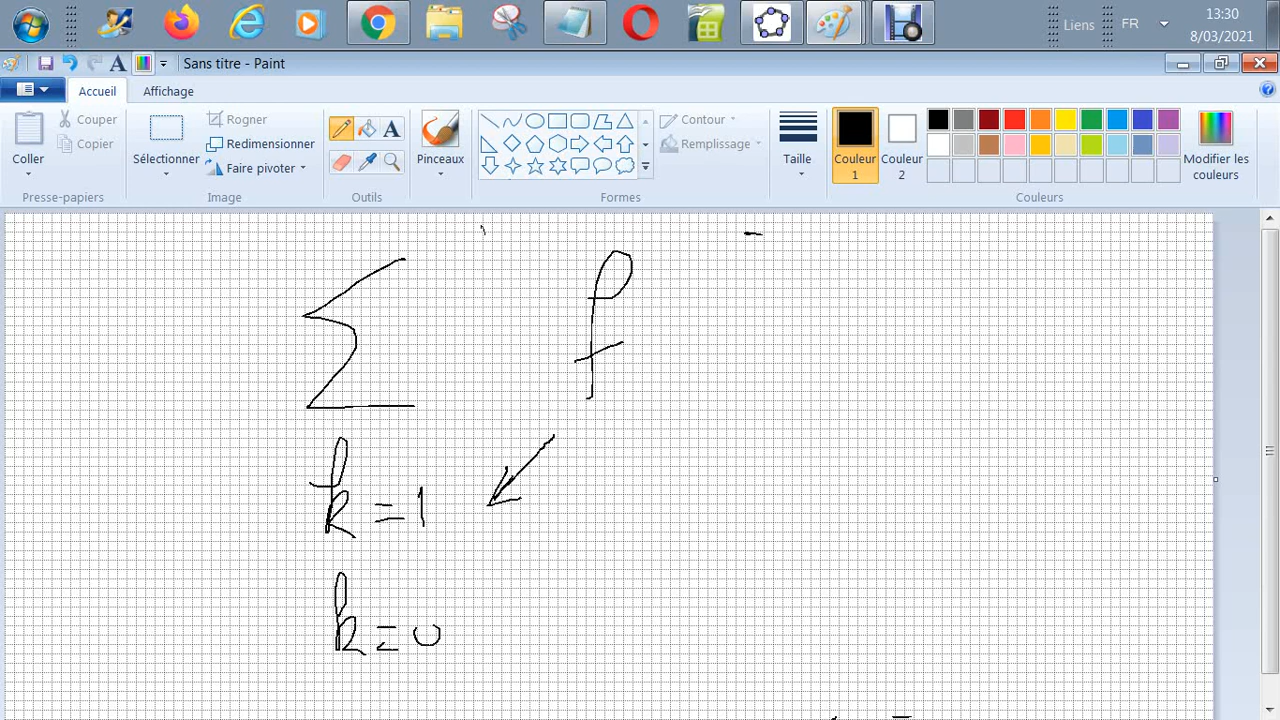 13:30
Liens FR
8/03/2021
Sans titre - Paint
Accueil Affichage
Coller
Couper
Copier
Presse-papiers
Sélectionner
Rogner
Redimensionner
Faire pivoter
Image
Outils
Pinceaux
Contour
Remplissage
Formes
Taille
Couleur 1
Couleur 2
Modifier les couleurs
Couleurs
∑ f
k = 1
k = 0